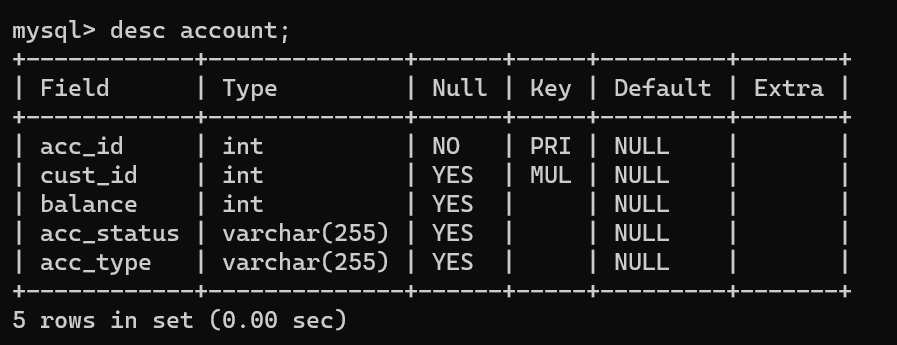 mysql> desc account;
+------------+--------------+------+-----+---------+-------+
| Field      | Type         | Null | Key | Default | Extra |
+------------+--------------+------+-----+---------+-------+
| acc_id     | int          | NO   | PRI | NULL    |       |
| cust_id    | int          | YES  | MUL | NULL    |       |
| balance    | int          | YES  |     | NULL    |       |
| acc_status | varchar(255) | YES  |     | NULL    |       |
| acc_type   | varchar(255) | YES  |     | NULL    |       |
+------------+--------------+------+-----+---------+-------+
5 rows in set (0.00 sec)